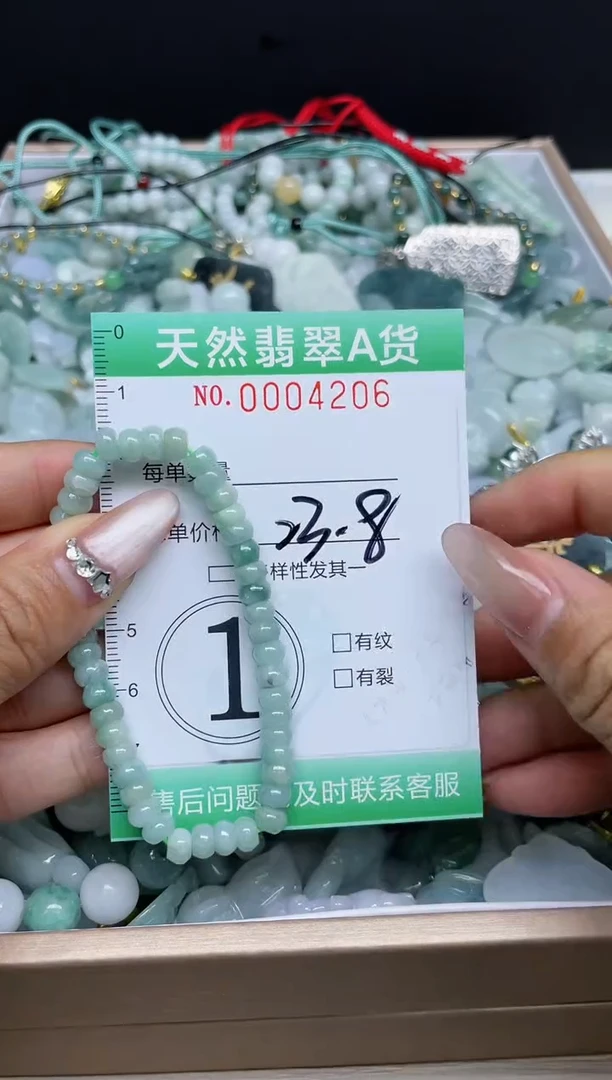 0
天然翡翠A货
1
NO.0004206
每单
单价
23.8
样性发其一
5
1
□有纹
6
□有裂
售后问题 及时联系客服